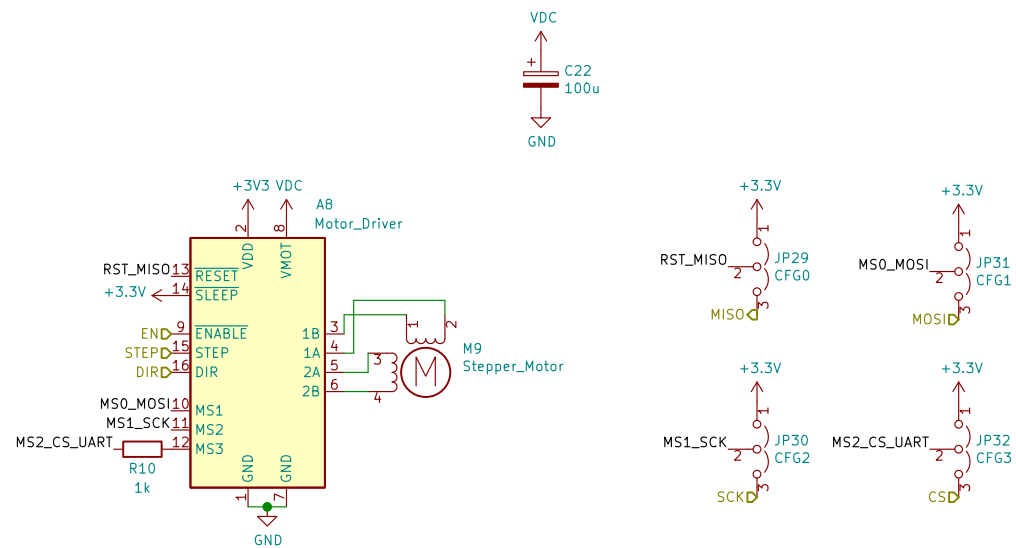 VDC
+
C22
100u
GND
+3V3 VDC
A8
Motor_Driver
2
8
VDD
VMOT
RST_MISO 13 RESET
+3.3V 14 SLEEP
EN 9 ENABLE
STEP 15 STEP
DIR 16 DIR
MS0_MOSI 10 MS1
MS1_SCK 11 MS2
MS2_CS_UART 12 MS3
R10
1k
1B 3
1A 4
2A 5
2B 6
1
2
3
4
M
M9
Stepper_Motor
GND
GND
1
7
GND
+3.3V
1
RST_MISO
2
JP29
CFG0
3
MISO
+3.3V
1
MS0_MOSI
2
JP31
CFG1
3
MOSI
+3.3V
1
MS1_SCK
2
JP30
CFG2
3
SCK
+3.3V
1
MS2_CS_UART
2
JP32
CFG3
3
CS